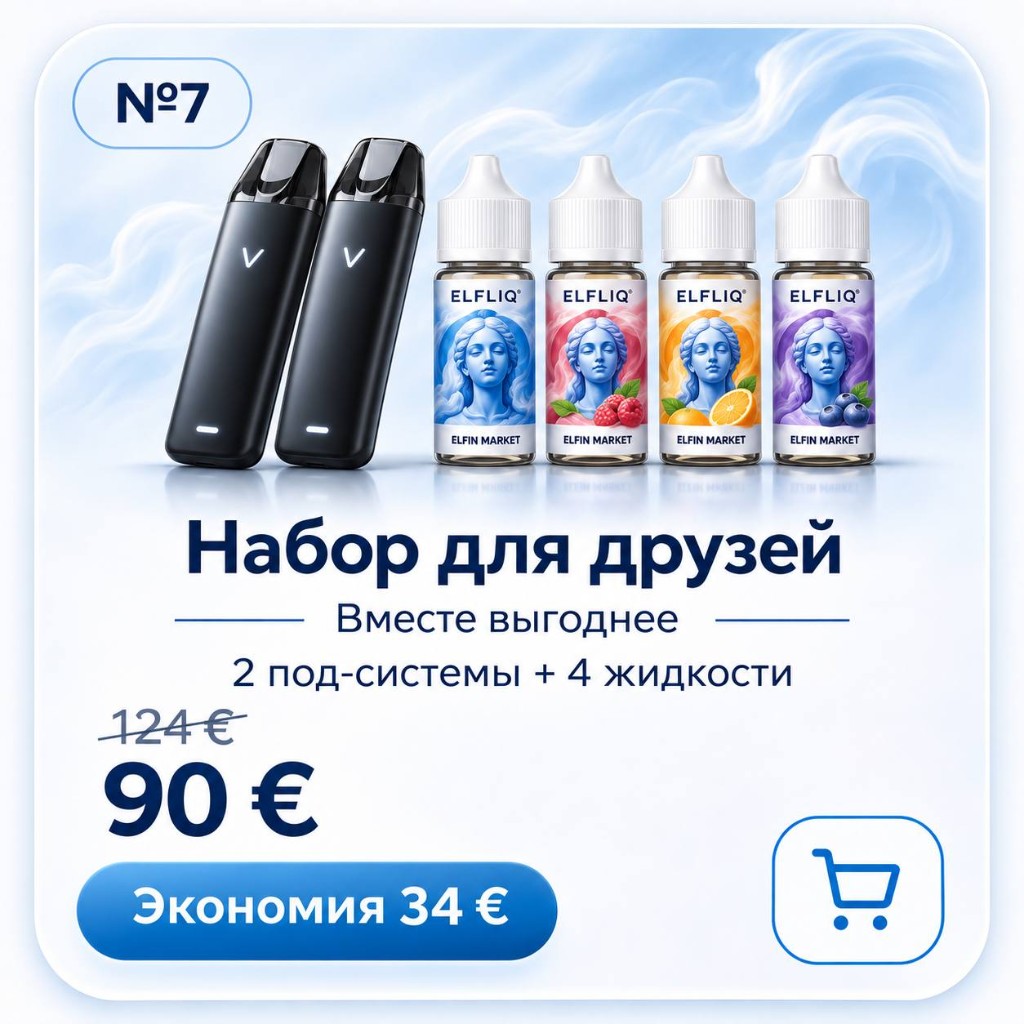 №7
V V
ELFLIQ® ELFLIQ® ELFLIQ® ELFLIQ®
ELFIN MARKET ELFIN MARKET ELFIN MARKET ELFIN MARKET
Набор для друзей
Вместе выгоднее
2 под-системы + 4 жидкости
124 €
90 €
Экономия 34 €